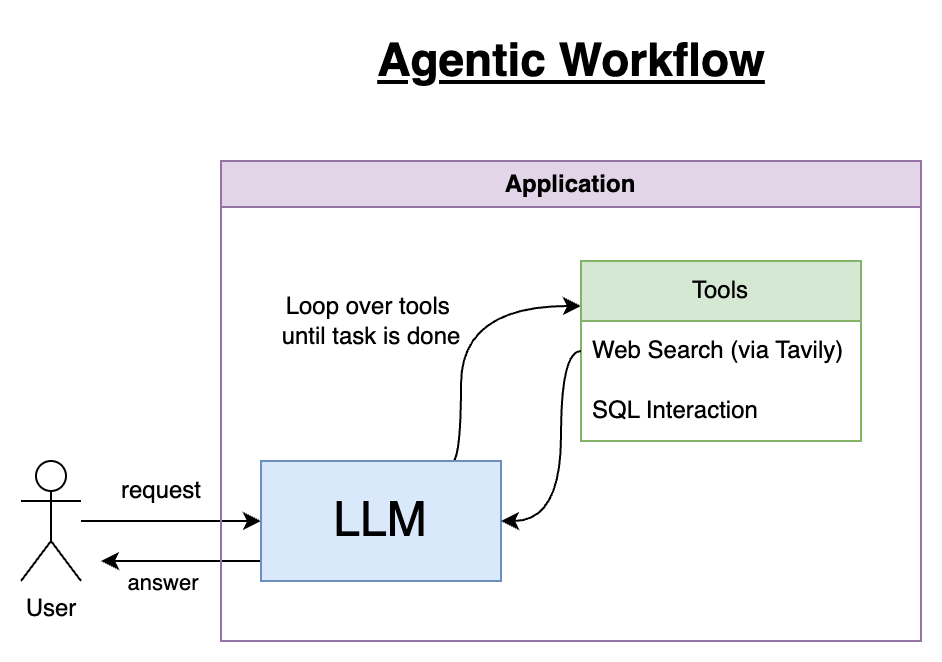 Agentic Workflow
Application
Loop over tools
until task is done
Tools
Web Search (via Tavily)
SQL Interaction
request
LLM
answer
User